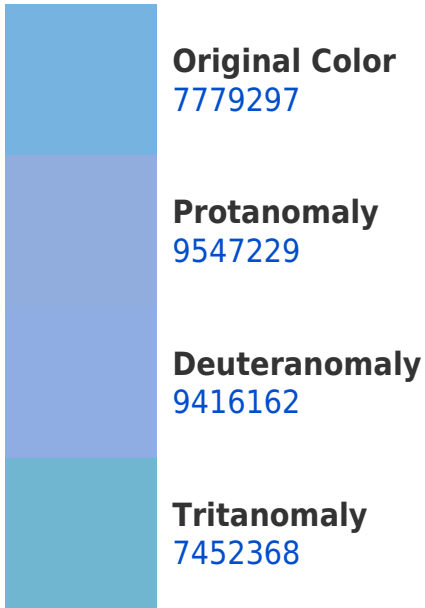 Original Color
7779297
Protanomaly
9547229
Deuteranomaly
9416162
Tritanomaly
7452368